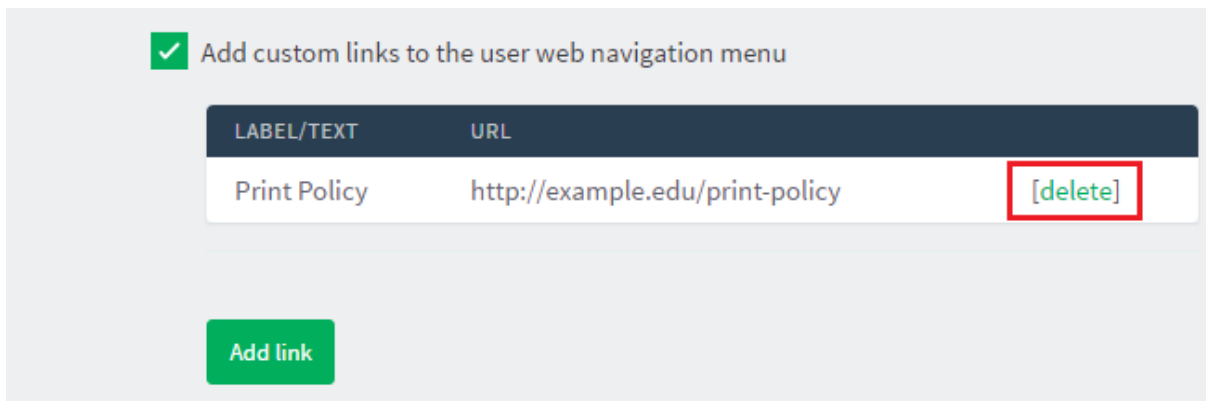 Add custom links to the user web navigation menu
LABEL/TEXT URL
Print Policy http://example.edu/print-policy [delete]
Add link